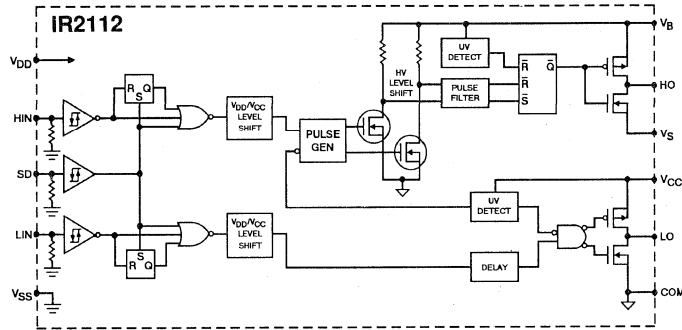 IR2112
VDD
HIN
SD
LIN
VSS
R Q
S
S
R Q
VDD/VCC
LEVEL
SHIFT
VDD/VCC
LEVEL
SHIFT
PULSE
GEN
HV
LEVEL
SHIFT
UV
DETECT
PULSE
FILTER
R̅ Q̅
R̅
S̅
UV
DETECT
DELAY
VB
HO
VS
VCC
LO
COM